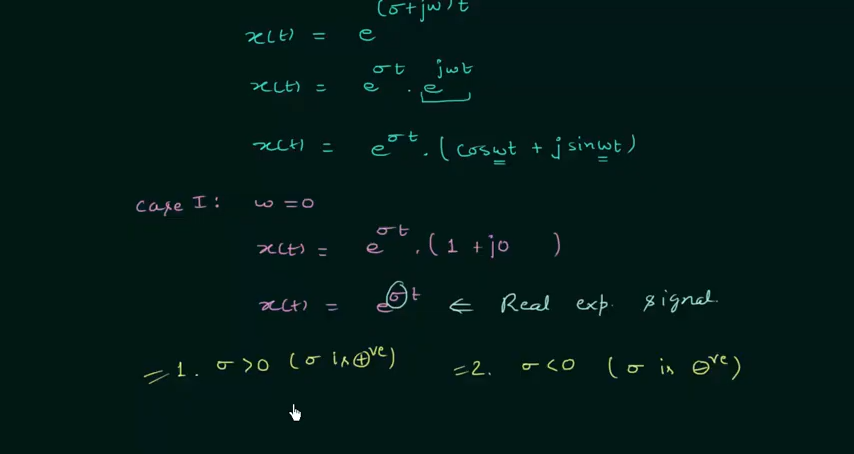 x(t) = e^(σ+jω)t
x(t) = e^σt . e^jωt
x(t) = e^σt . (cosωt + j sinωt)
case I: ω = 0
x(t) = e^σt . (1 + j0 )
x(t) = e^σt ⇐ Real exp. signal.
=1. σ>0 (σ is ⊕ve) =2. σ<0 (σ is ⊖ve)